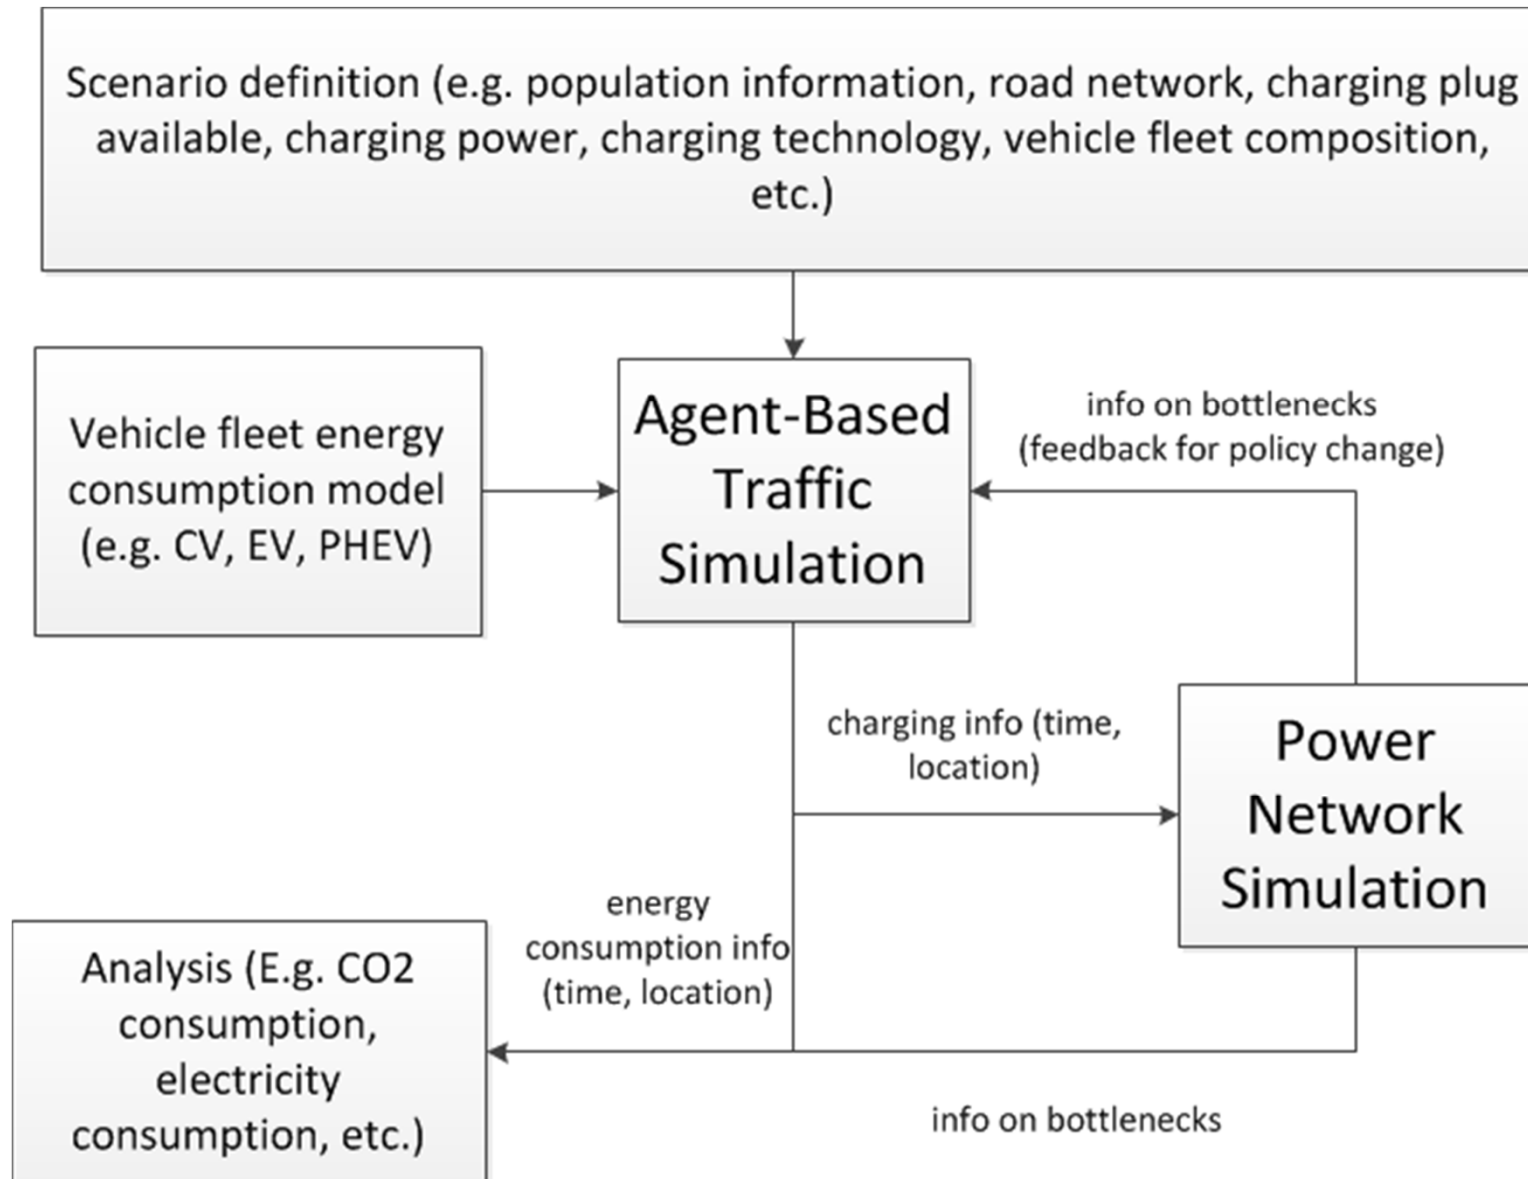 Scenario definition (e.g. population information, road network, charging plug
available, charging power, charging technology, vehicle fleet composition,
etc.)
Vehicle fleet energy
consumption model
(e.g. CV, EV, PHEV)
Agent-Based
Traffic
Simulation
info on bottlenecks
(feedback for policy change)
charging info (time,
location)
Power
Network
Simulation
energy
consumption info
(time, location)
Analysis (E.g. CO2
consumption,
electricity
consumption, etc.)
info on bottlenecks